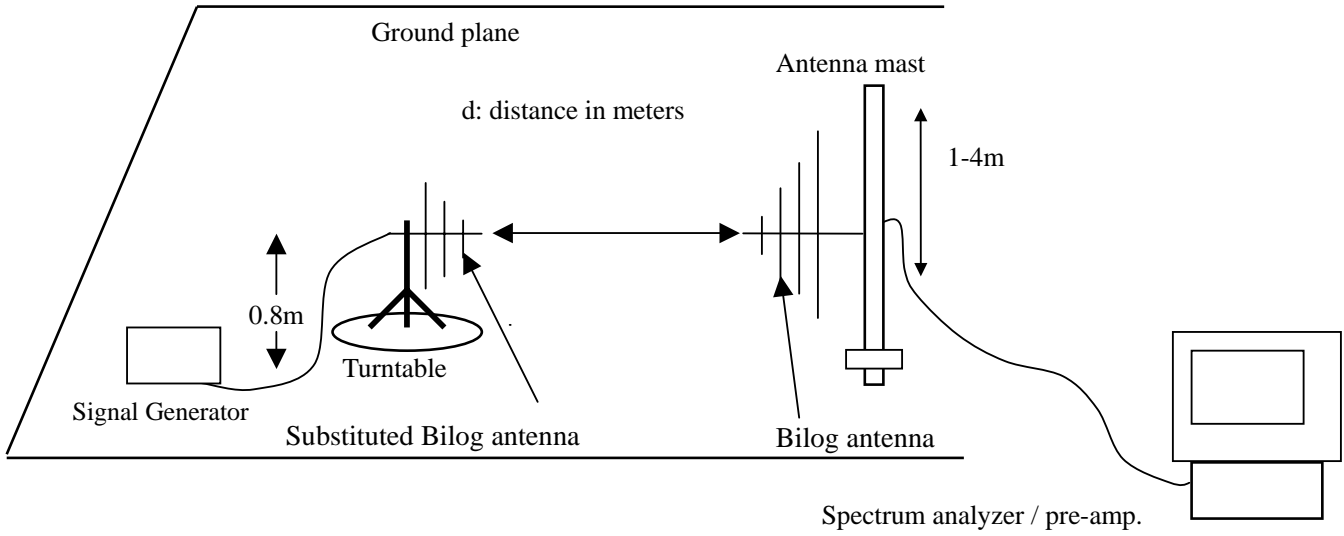 Ground plane
Antenna mast
d: distance in meters
1-4m
0.8m
Turntable
Signal Generator
Substituted Bilog antenna
Bilog antenna
Spectrum analyzer / pre-amp.